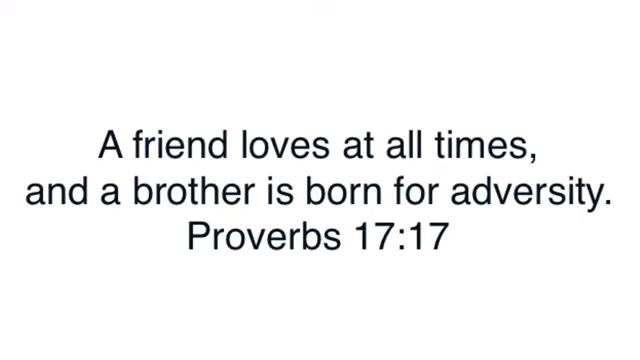 A friend loves at all times,
and a brother is born for adversity.
Proverbs 17:17